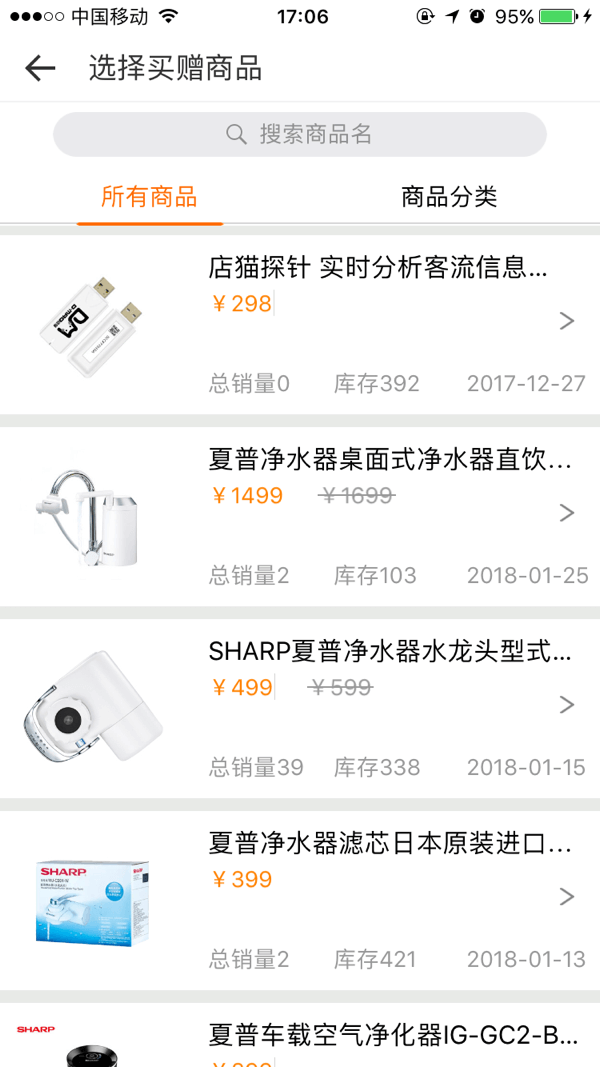 中国移动 17:06 95%
选择买赠商品
搜索商品名
所有商品 商品分类
店猫探针 实时分析客流信息...
￥298
总销量0 库存392 2017-12-27
夏普净水器桌面式净水器直饮...
￥1499 ￥1699
总销量2 库存103 2018-01-25
SHARP夏普净水器水龙头型式...
￥499 ￥599
总销量39 库存338 2018-01-15
SHARP
夏普净水器滤芯日本原装进口...
￥399
总销量2 库存421 2018-01-13
SHARP
夏普车载空气净化器IG-GC2-B...